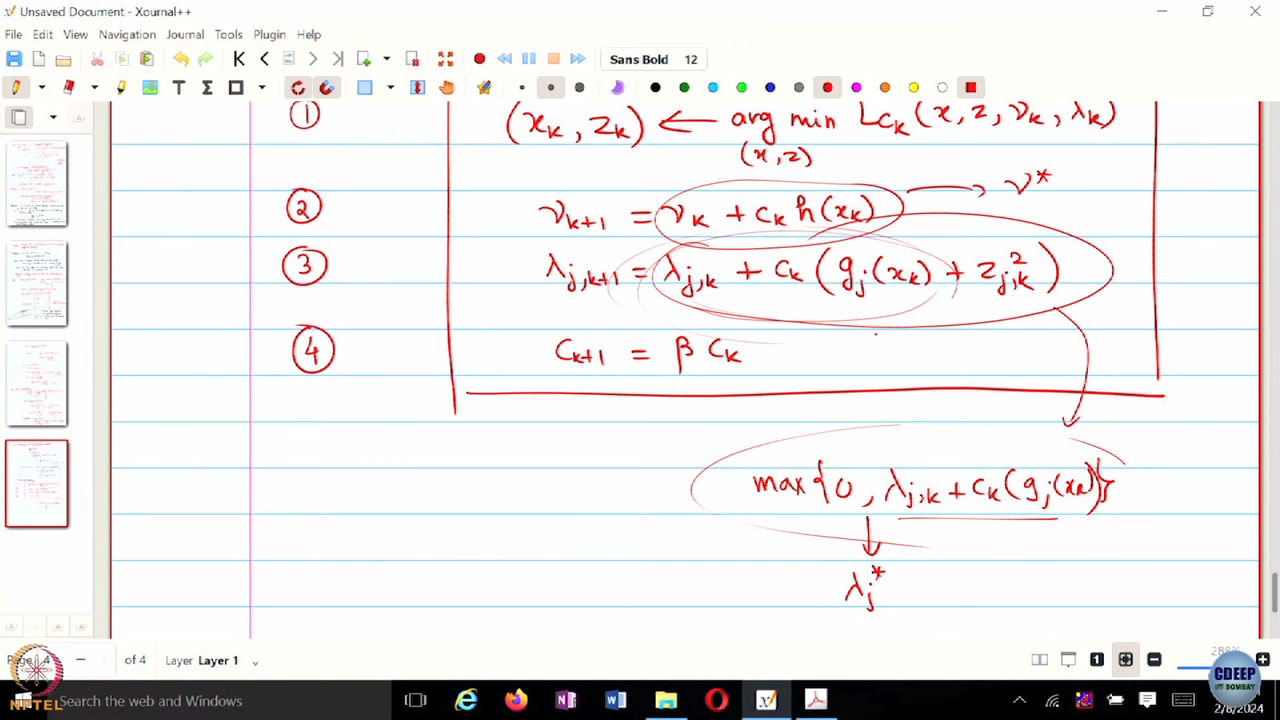 Unsaved Document - Xournal++
File Edit View Navigation Journal Tools Plugin Help
Sans Bold 12
① (x_k, z_k) ← arg min L_{c_k}(x, z, ν_k, λ_k)
(x, z)
② ν_{k+1} = ν_k + c_k h(x_k) → ν*
③ λ_{j,k+1} = λ_{j,k} + c_k (g_j(x_k) + z_{j,k}^2)
④ c_{k+1} = β c_k
max{0, λ_{j,k} + c_k(g_j(x_k)}
↓
λ_j*
of 4 Layer Layer 1
288%
NPTEL
Search the web and Windows
CDEEP
IIT BOMBAY
2/8/2024